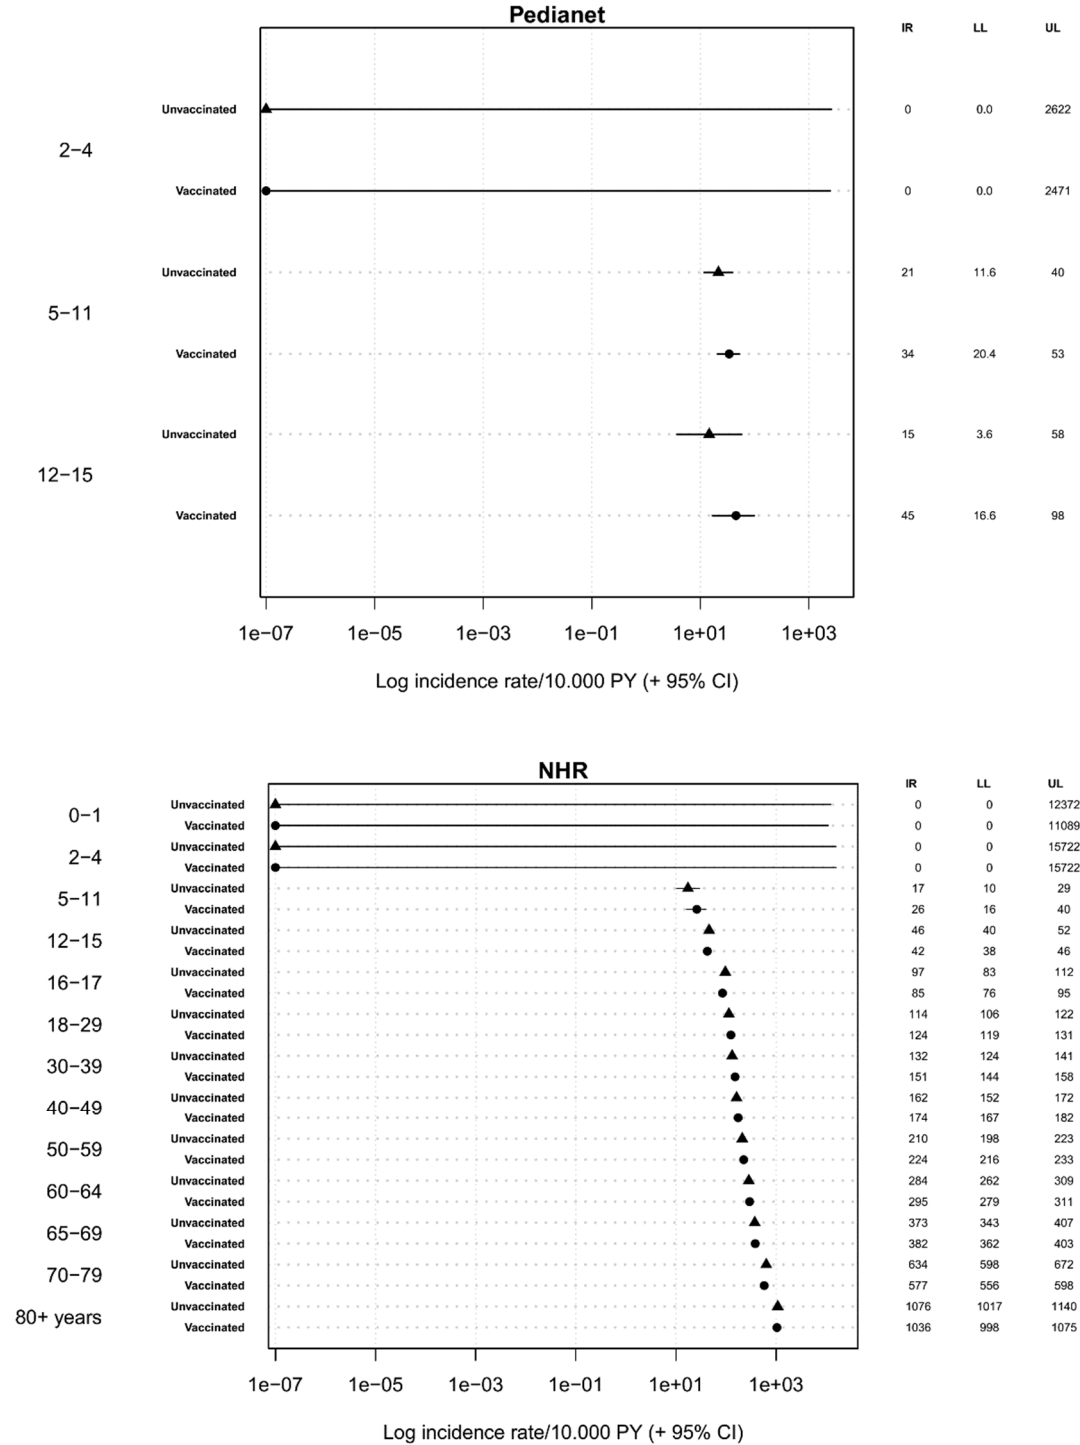 Pedianet
IR LL UL
Unvaccinated 0 0.0 2622
2−4
Vaccinated 0 0.0 2471
Unvaccinated 21 11.6 40
5−11
Vaccinated 34 20.4 53
Unvaccinated 15 3.6 58
12−15
Vaccinated 45 16.6 98
1e−07 1e−05 1e−03 1e−01 1e+01 1e+03
Log incidence rate/10.000 PY (+ 95% CI)
NHR
IR LL UL
Unvaccinated 0 0 12372
0−1
Vaccinated 0 0 11089
Unvaccinated 0 0 15722
2−4
Vaccinated 0 0 15722
Unvaccinated 17 10 29
5−11
Vaccinated 26 16 40
Unvaccinated 46 40 52
12−15
Vaccinated 42 38 46
Unvaccinated 97 83 112
16−17
Vaccinated 85 76 95
Unvaccinated 114 106 122
18−29
Vaccinated 124 119 131
Unvaccinated 132 124 141
30−39
Vaccinated 151 144 158
Unvaccinated 162 152 172
40−49
Vaccinated 174 167 182
Unvaccinated 210 198 223
50−59
Vaccinated 224 216 233
Unvaccinated 284 262 309
60−64
Vaccinated 295 279 311
Unvaccinated 373 343 407
65−69
Vaccinated 382 362 403
Unvaccinated 634 598 672
70−79
Vaccinated 577 556 598
Unvaccinated 1076 1017 1140
80+ years
Vaccinated 1036 998 1075
1e−07 1e−05 1e−03 1e−01 1e+01 1e+03
Log incidence rate/10.000 PY (+ 95% CI)